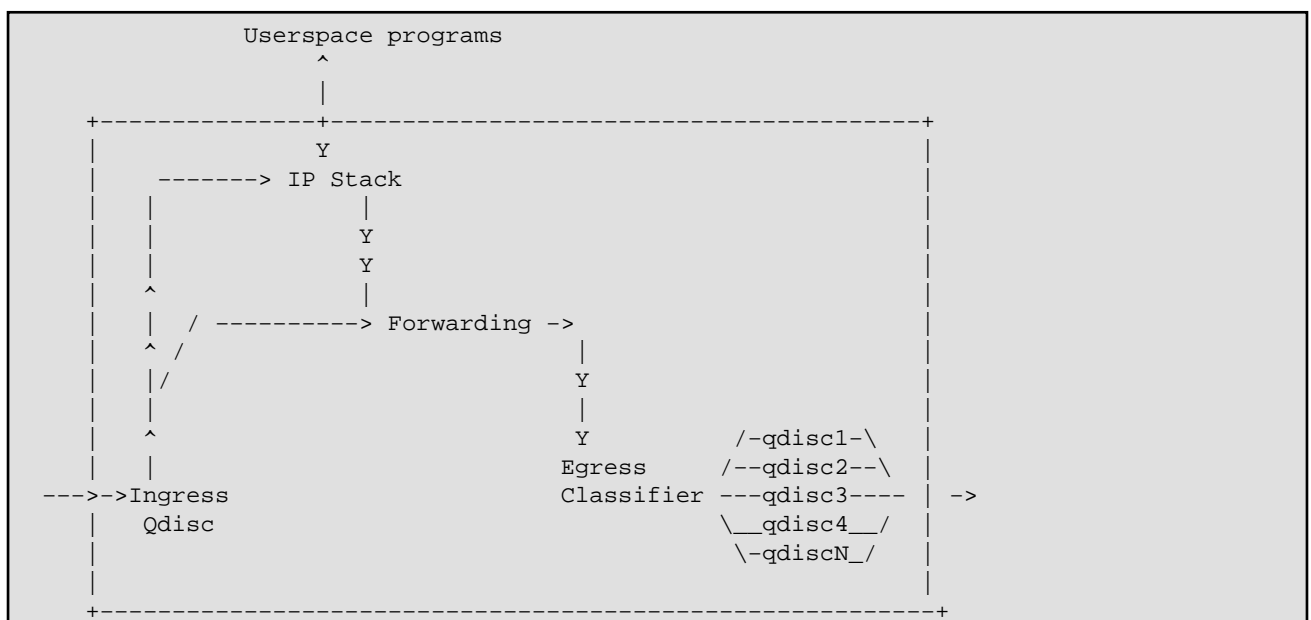 Userspace programs
^
|
+---------------+-----------------------------------------+
| Y |
| -------> IP Stack |
| | | |
| | Y |
| | Y |
| ^ | |
| | / ----------> Forwarding -> |
| ^ / | |
| |/ Y |
| | | |
| ^ Y /-qdisc1-\ |
| | Egress /--qdisc2--\ |
--->->Ingress Classifier ---qdisc3---- | ->
| Qdisc \__qdisc4__/ |
| \-qdiscN_/ |
| |
+----------------------------------------------------------+